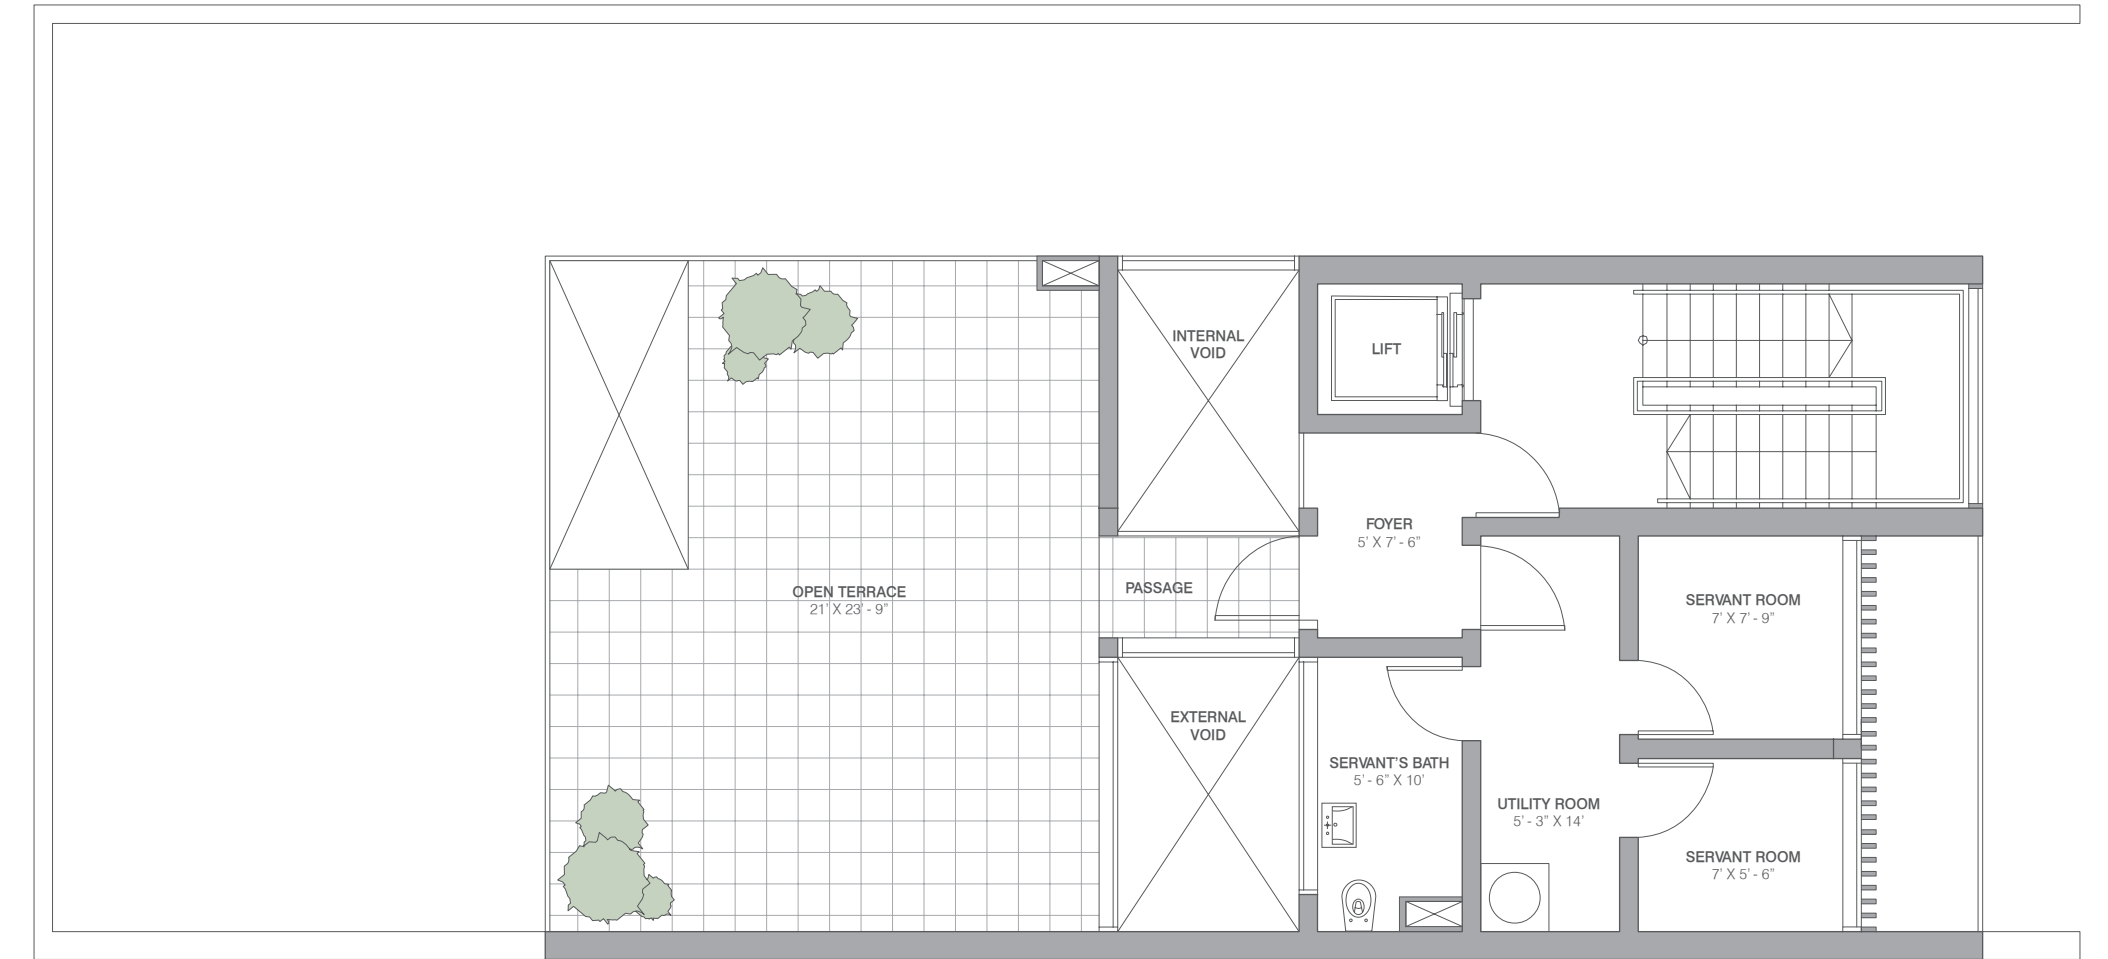 INTERNAL
VOID
LIFT
FOYER
5' X 7' - 6"
OPEN TERRACE
21' X 23' - 9"
PASSAGE
SERVANT ROOM
7' X 7' - 9"
EXTERNAL
VOID
SERVANT'S BATH
5' - 6" X 10'
UTILITY ROOM
5' - 3" X 14'
SERVANT ROOM
7' X 5' - 6"